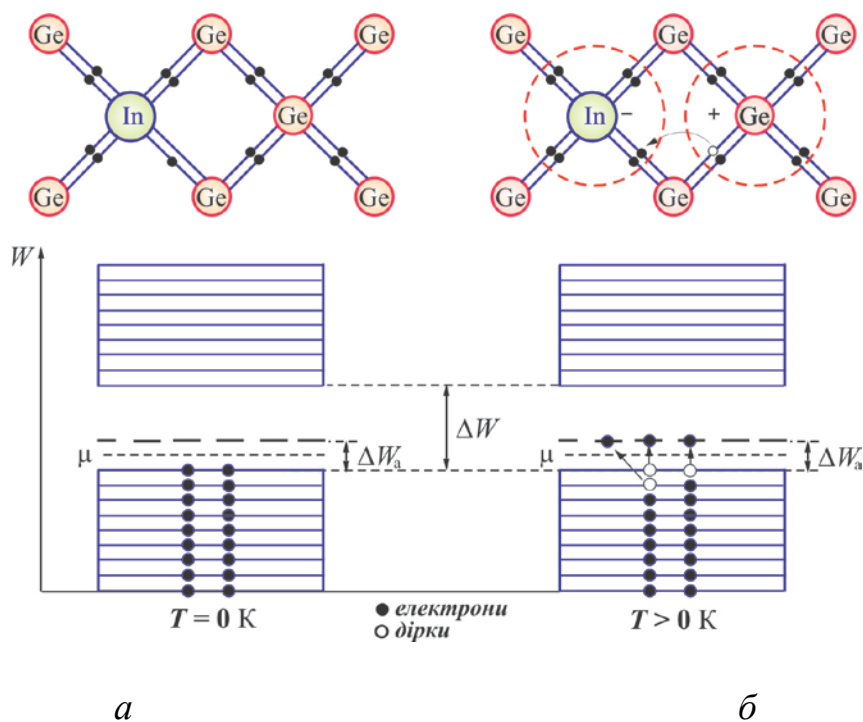 Ge Ge Ge Ge Ge Ge
In Ge In – + Ge
Ge Ge Ge Ge Ge Ge
W
ΔW
μ ΔWa μ ΔWa
T = 0 К ● електрони T > 0 К
○ дірки
а б